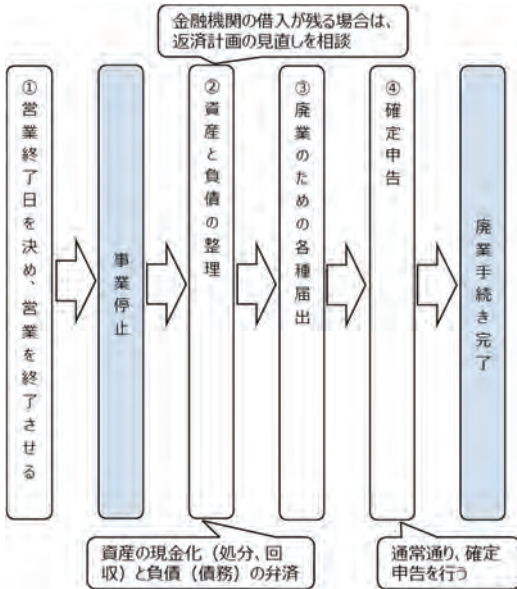 金融機関の借入が残る場合は、
返済計画の見直しを相談
①営業終了日を決め、営業を終了させる
事業停止
②資産と負債の整理
③廃業のための各種届出
④確定申告
廃業手続き完了
資産の現金化（処分、回
収）と負債（債務）の弁済
通常通り、確定
申告を行う